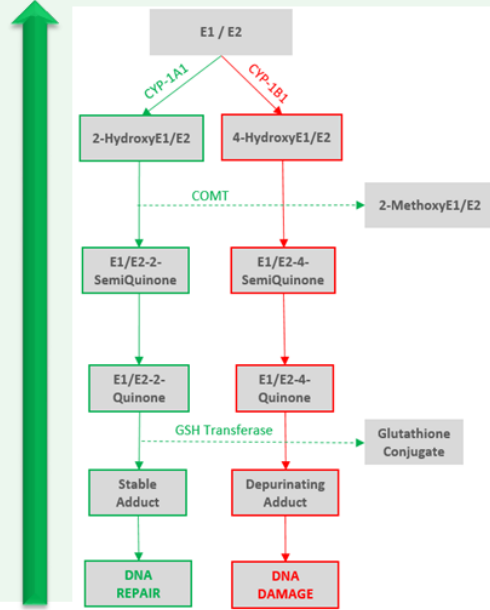 E1 / E2
CYP-1A1
CYP-1B1
2-HydroxyE1/E2
4-HydroxyE1/E2
COMT
2-MethoxyE1/E2
E1/E2-2-
SemiQuinone
E1/E2-4-
SemiQuinone
E1/E2-2-
Quinone
E1/E2-4-
Quinone
GSH Transferase
Glutathione
Conjugate
Stable
Adduct
Depurinating
Adduct
DNA
REPAIR
DNA
DAMAGE